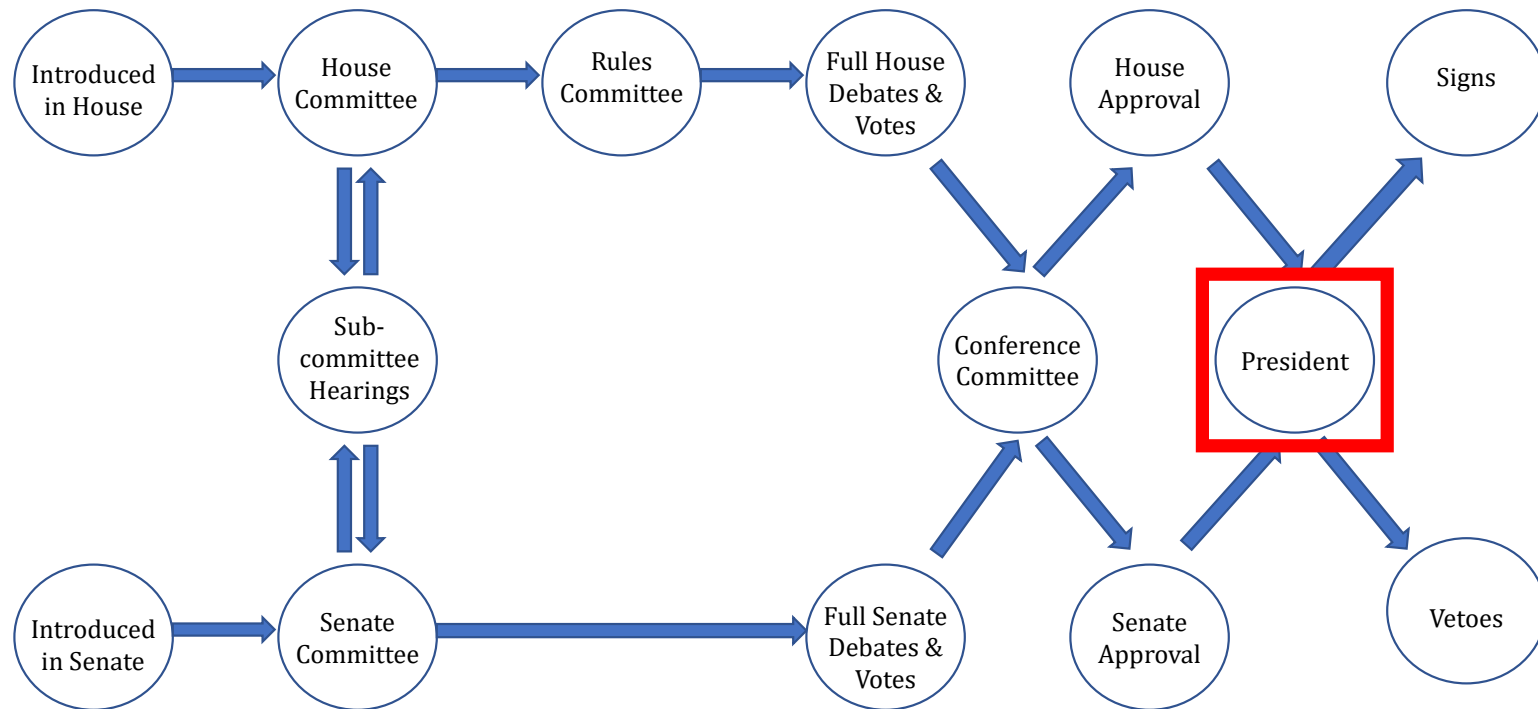 Introduced
in House
House
Committee
Rules
Committee
Full House
Debates &
Votes
House
Approval
Signs
Sub-
committee
Hearings
Conference
Committee
President
Introduced
in Senate
Senate
Committee
Full Senate
Debates &
Votes
Senate
Approval
Vetoes